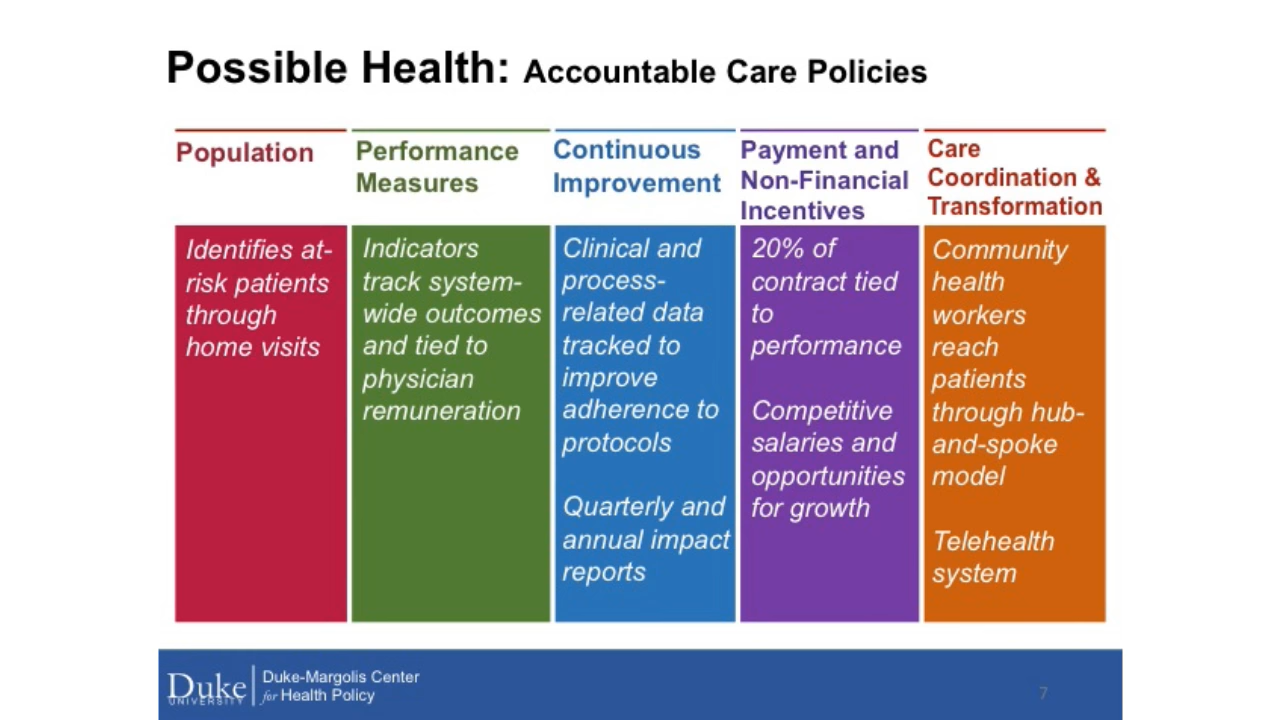 Possible Health: Accountable Care Policies
Population
Performance
Measures
Continuous
Improvement
Payment and
Non-Financial
Incentives
Care
Coordination &
Transformation
Identifies at-
risk patients
through
home visits
Indicators
track system-
wide outcomes
and tied to
physician
remuneration
Clinical and
process-
related data
tracked to
improve
adherence to
protocols
Quarterly and
annual impact
reports
20% of
contract tied
to
performance
Competitive
salaries and
opportunities
for growth
Community
health
workers
reach
patients
through hub-
and-spoke
model
Telehealth
system
Duke
UNIVERSITY
Duke-Margolis Center
for Health Policy
7